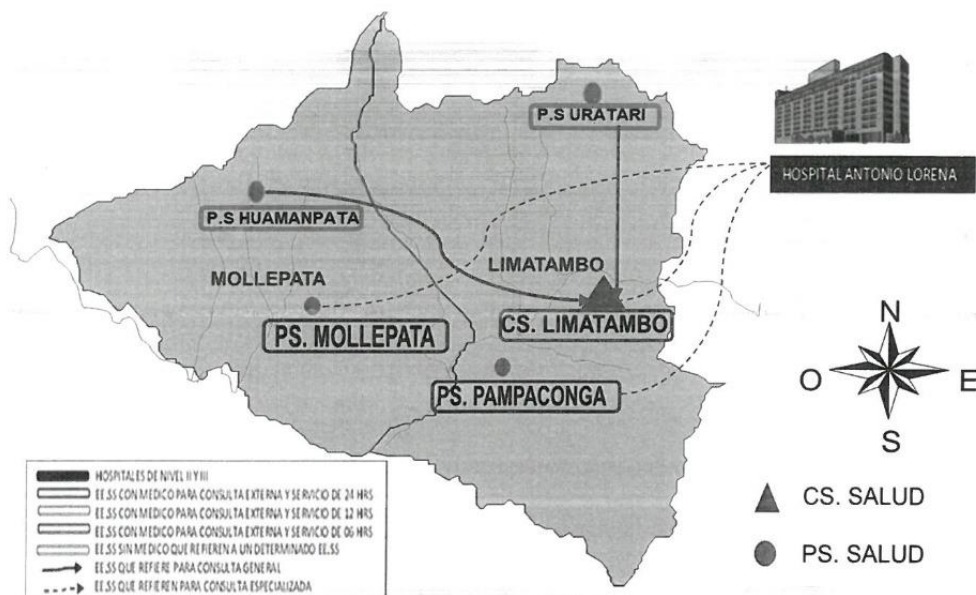 P.S URATARI
HOSPITAL ANTONIO LORENA
P.S HUAMANPATA
MOLLEPATA
LIMATAMBO
PS. MOLLEPATA
CS. LIMATAMBO
PS. PAMPACONGA
N
O
E
S
HOSPITALES DE NIVEL II Y III
EE.SS CON MEDICO PARA CONSULTA EXTERNA Y SERVICIO DE 24 HRS
EE.SS CON MEDICO PARA CONSULTA EXTERNA Y SERVICIO DE 12 HRS
EE.SS CON MEDICO PARA CONSULTA EXTERNA Y SERVICIO DE 06 HRS
EE.SS SIN MEDICO QUE REFIEREN A UN DETERMINADO EE.SS
EE.SS QUE REFIERE PARA CONSULTA GENERAL
EE.SS QUE REFIEREN PARA CONSULTA ESPECIALIZADA
CS. SALUD
PS. SALUD